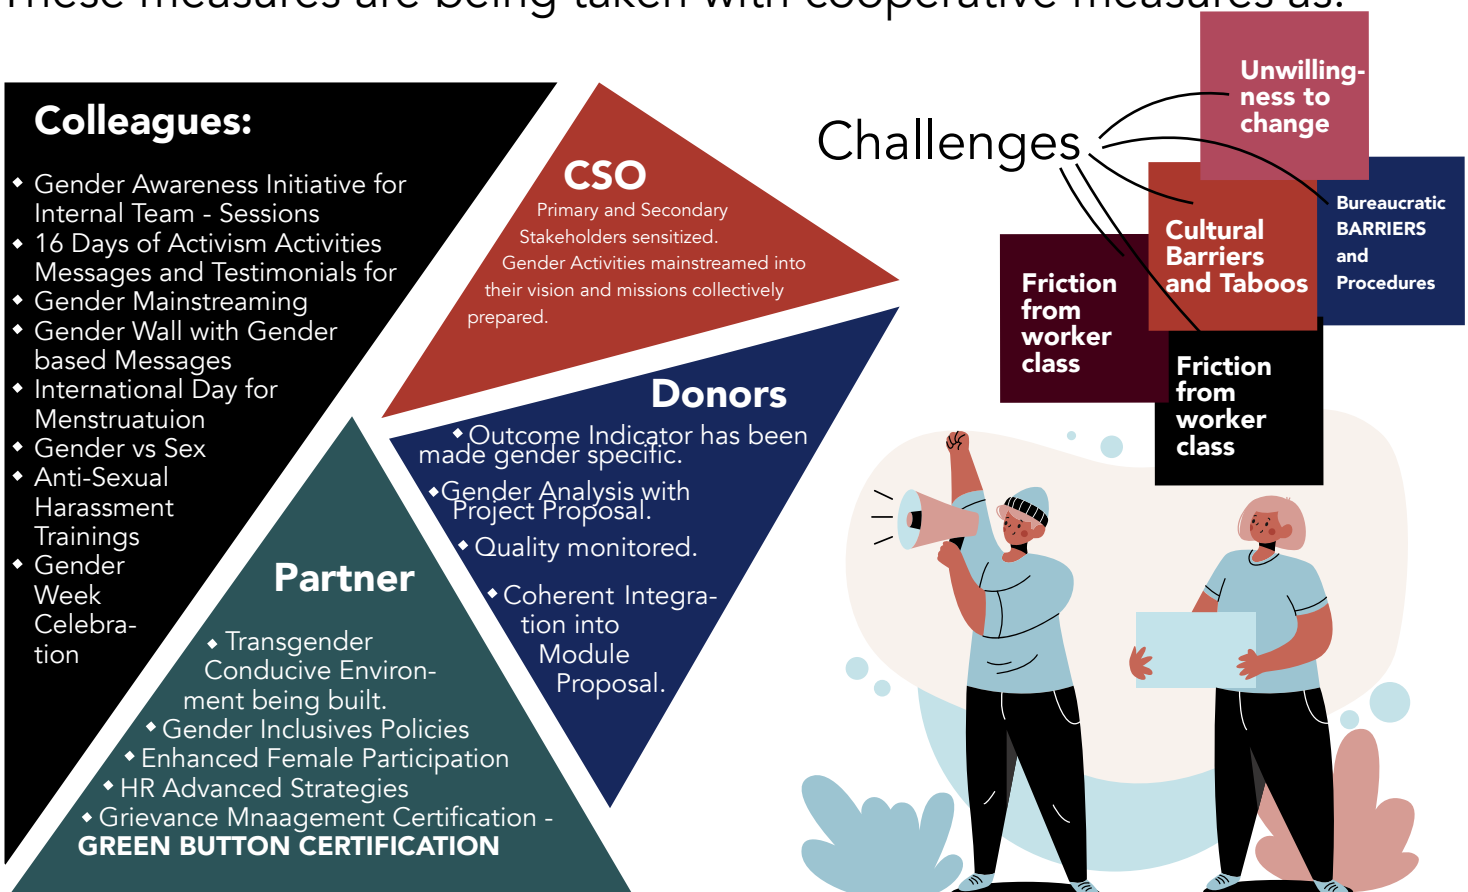 These measures are being taken with cooperative measures as:
Colleagues:
Gender Awareness Initiative for
Internal Team - Sessions
16 Days of Activism Activities
Messages and Testimonials for
Gender Mainstreaming
Gender Wall with Gender
based Messages
International Day for
Menstruatuion
Gender vs Sex
Anti-Sexual
Harassment
Trainings
Gender
Week
Celebra-
tion
CSO
Primary and Secondary
Stakeholders sensitized.
Gender Activities mainstreamed into
their vision and missions collectively
prepared.
Donors
Outcome Indicator has been
made gender specific.
Gender Analysis with
Project Proposal.
Quality monitored.
Coherent Integra-
tion into
Module
Proposal.
Partner
Transgender
Conducive Environ-
ment being built.
Gender Inclusives Policies
Enhanced Female Participation
HR Advanced Strategies
Grievance Mnaagement Certification -
GREEN BUTTON CERTIFICATION
Challenges
Unwilling-
ness to
change
Bureaucratic
BARRIERS
and
Procedures
Cultural
Barriers
and Taboos
Friction
from
worker
class
Friction
from
worker
class